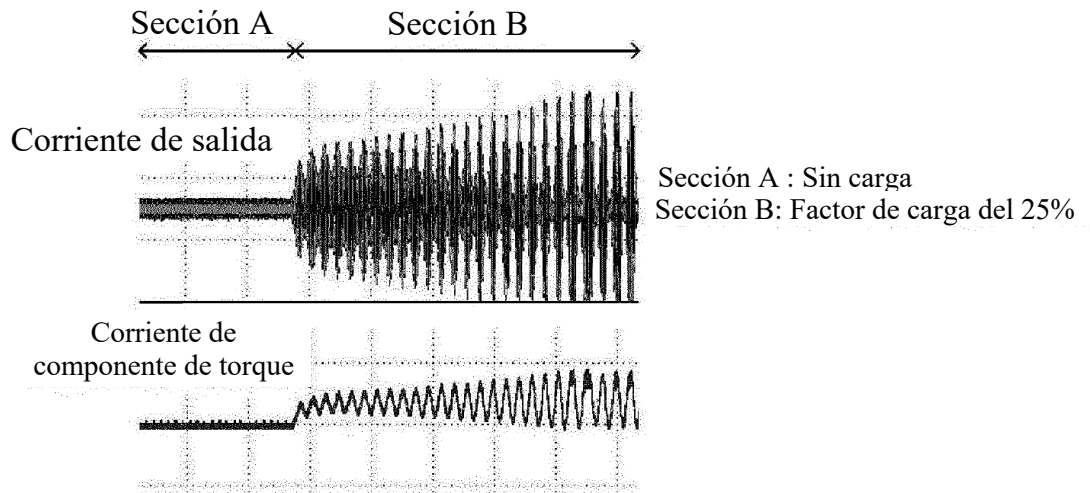 Sección A
Sección B
Corriente de salida
Sección A : Sin carga
Sección B: Factor de carga del 25%
Corriente de
componente de torque